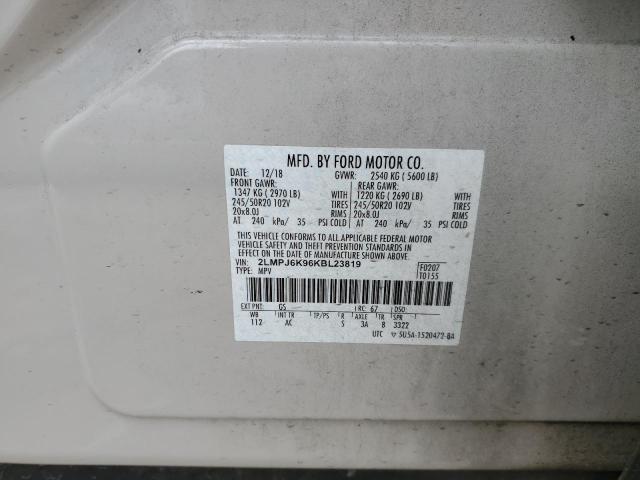 MFD. BY FORD MOTOR CO.
DATE: 12/18 GVWR: 2540 KG ( 5600 LB)
FRONT GAWR: REAR GAWR:
1347 KG ( 2970 LB) WITH 1220 KG ( 2690 LB) WITH
245/50R20 102V TIRES 245/50R20 102V TIRES
20x8.0J RIMS 20x8.0J RIMS
AT 240 kPa/ 35 PSI COLD AT 240 kPa/ 35 PSI COLD
THIS VEHICLE CONFORMS TO ALL APPLICABLE FEDERAL MOTOR
VEHICLE SAFETY AND THEFT PREVENTION STANDARDS IN
EFFECT ON THE DATE OF MANUFACTURE SHOWN ABOVE.
VIN: 2LMPJ6K96KBL23819 F0207
TYPE: MPV T0155
EXT PNT: GS RC: 67 DSO:
WB INT TR TP/PS R AXLE TR SPR
112 AC 5 3A 8 3322
UTC 5U5A-1520472-BA